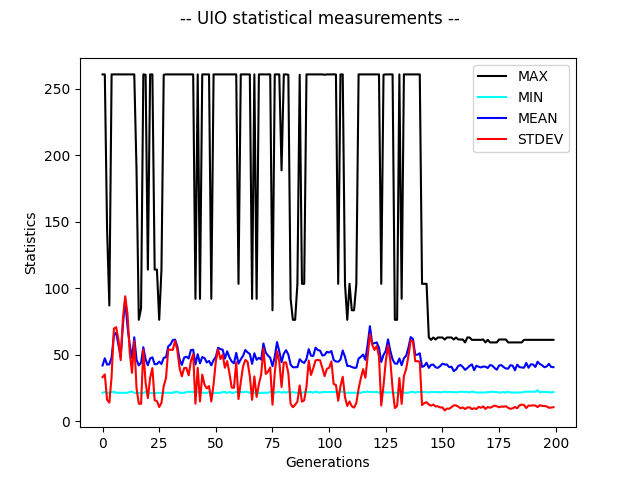 -- UIO statistical measurements --
MAX
MIN
MEAN
STDEV
Statistics
250
200
150
100
50
0
0 25 50 75 100 125 150 175 200
Generations